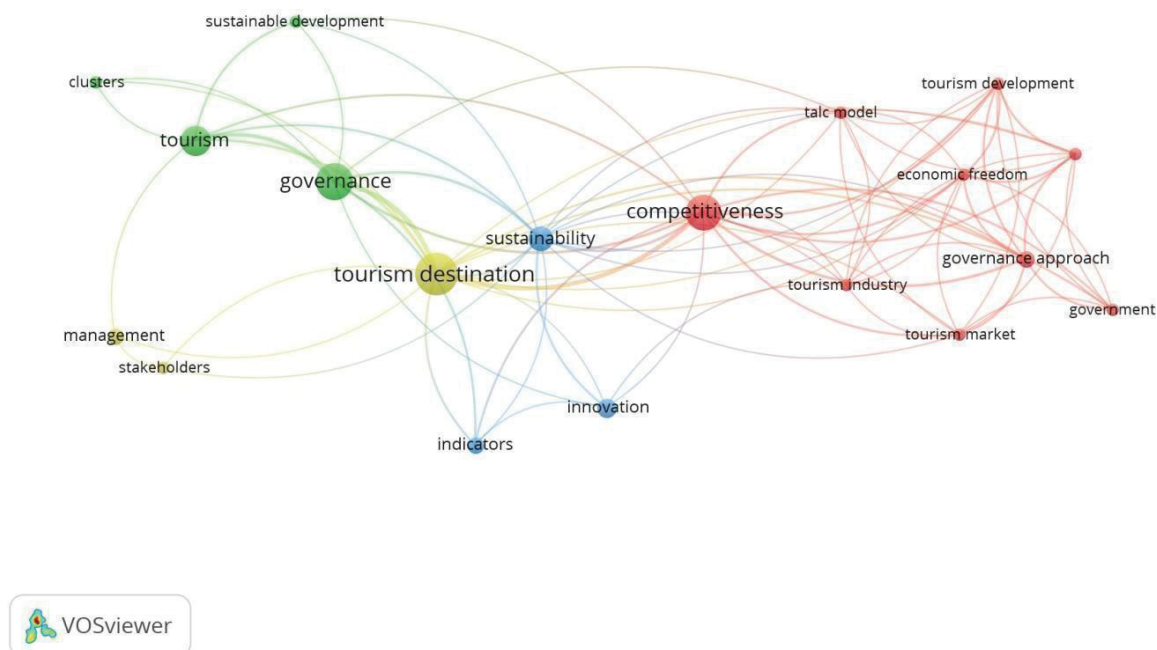 sustainable development
clusters
tourism development
talc model
tourism
economic freedom
governance
competitiveness
sustainability
governance approach
tourism destination
tourism industry
government
management
tourism market
stakeholders
innovation
indicators
VOSviewer